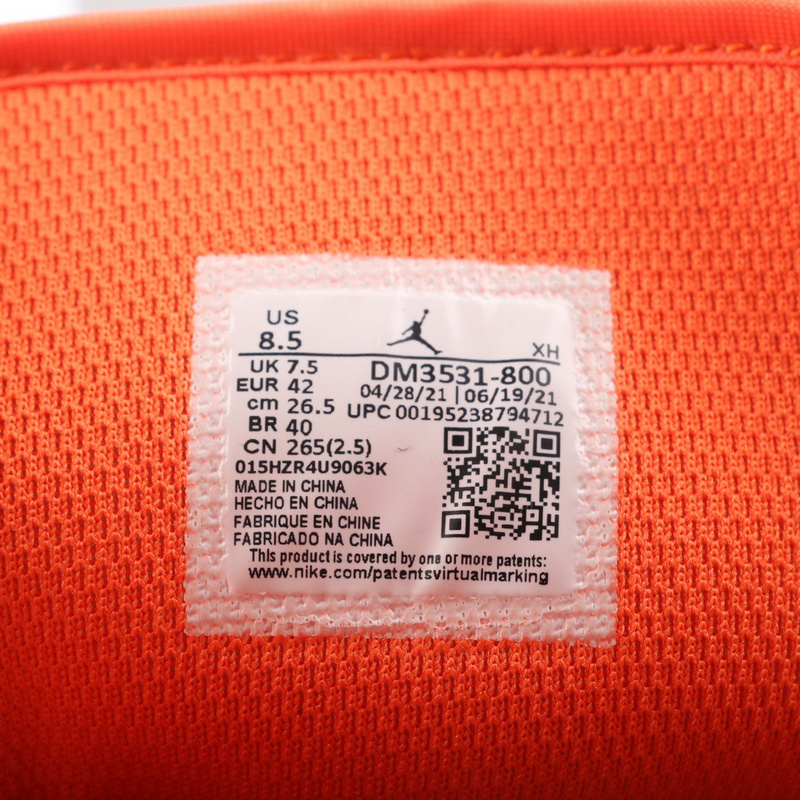 US
8.5
XH
UK 7.5
EUR 42
cm 26.5
BR 40
CN 265(2.5)
DM3531-800
04/28/21 | 06/19/21
UPC 00195238794712
015HZR4U9063K
MADE IN CHINA
HECHO EN CHINA
FABRIQUE EN CHINE
FABRICADO NA CHINA
This product is covered by one or more patents:
www.nike.com/patentsvirtualmarking